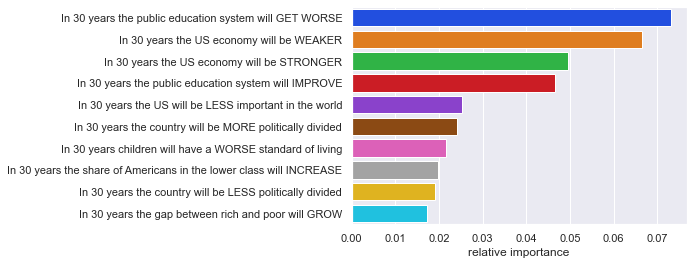 In 30 years the public education system will GET WORSE
In 30 years the US economy will be WEAKER
In 30 years the US economy will be STRONGER
In 30 years the public education system will IMPROVE
In 30 years the US will be LESS important in the world
In 30 years the country will be MORE politically divided
In 30 years children will have a WORSE standard of living
In 30 years the share of Americans in the lower class will INCREASE
In 30 years the country will be LESS politically divided
In 30 years the gap between rich and poor will GROW
0.00 0.01 0.02 0.03 0.04 0.05 0.06 0.07
relative importance